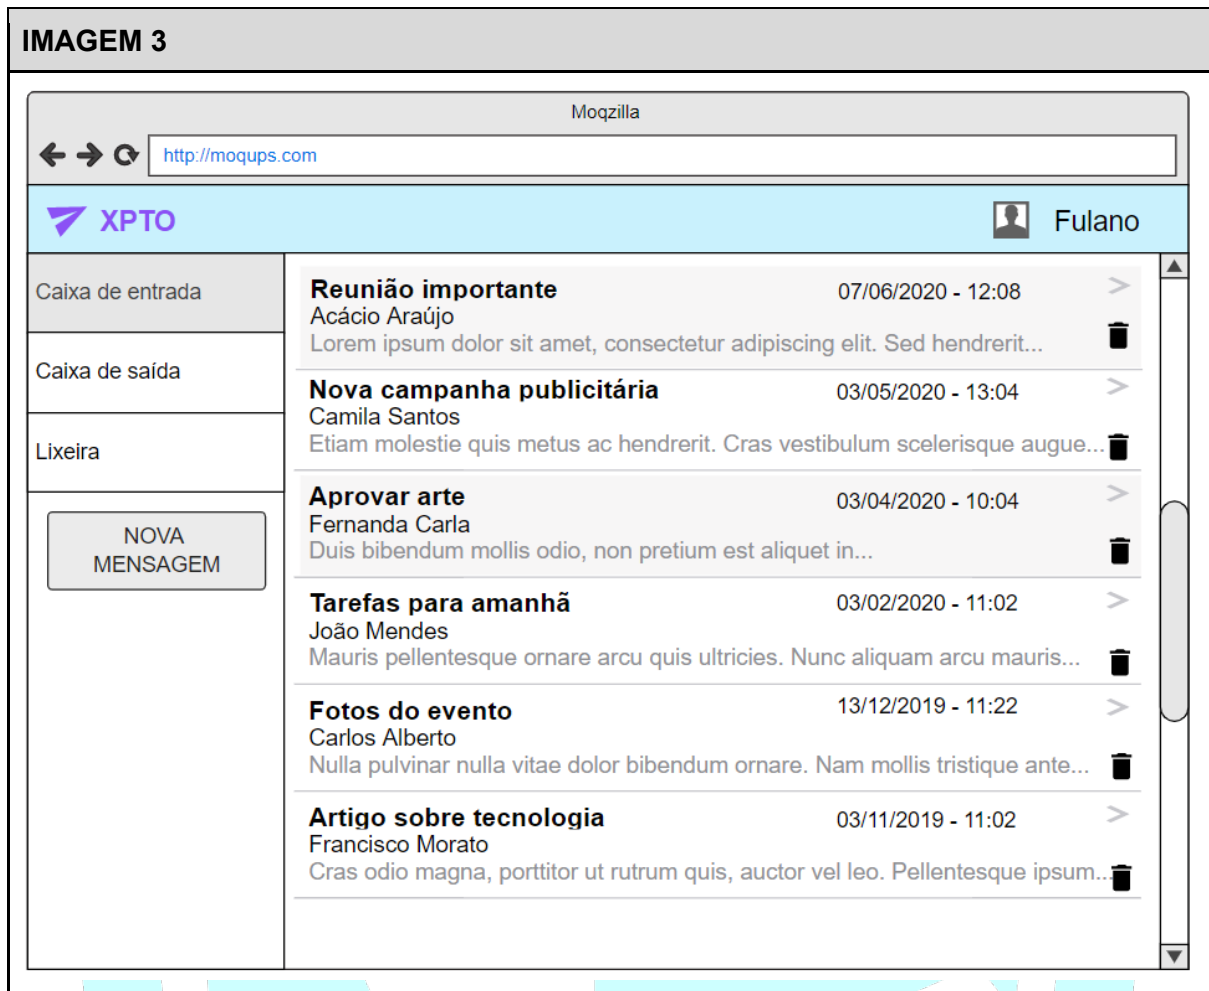 IMAGEM 3
Moqzilla
http://moqups.com
XPTO
Fulano
Caixa de entrada
Caixa de saída
Lixeira
NOVA
MENSAGEM
Reunião importante 07/06/2020 - 12:08 >
Acácio Araújo
Lorem ipsum dolor sit amet, consectetur adipiscing elit. Sed hendrerit...
Nova campanha publicitária 03/05/2020 - 13:04 >
Camila Santos
Etiam molestie quis metus ac hendrerit. Cras vestibulum scelerisque augue...
Aprovar arte 03/04/2020 - 10:04 >
Fernanda Carla
Duis bibendum mollis odio, non pretium est aliquet in...
Tarefas para amanhã 03/02/2020 - 11:02 >
João Mendes
Mauris pellentesque ornare arcu quis ultricies. Nunc aliquam arcu mauris...
Fotos do evento 13/12/2019 - 11:22 >
Carlos Alberto
Nulla pulvinar nulla vitae dolor bibendum ornare. Nam mollis tristique ante...
Artigo sobre tecnologia 03/11/2019 - 11:02 >
Francisco Morato
Cras odio magna, porttitor ut rutrum quis, auctor vel leo. Pellentesque ipsum...